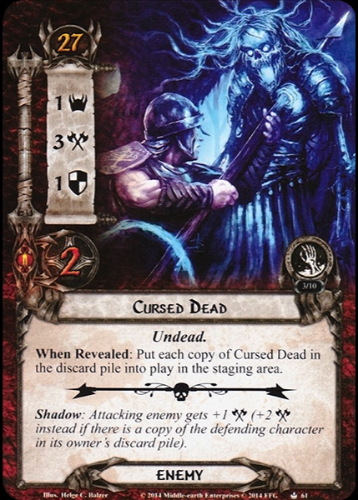 27
1
3
1
2
3/10
CURSED DEAD
Undead.
When Revealed: Put each copy of Cursed Dead in
the discard pile into play in the staging area.
Shadow: Attacking enemy gets +1 (+2
instead if there is a copy of the defending character
in its owner's discard pile).
ENEMY
Illus. Helge C. Balzer © 2014 Middle-earth Enterprises © 2014 FFG 61